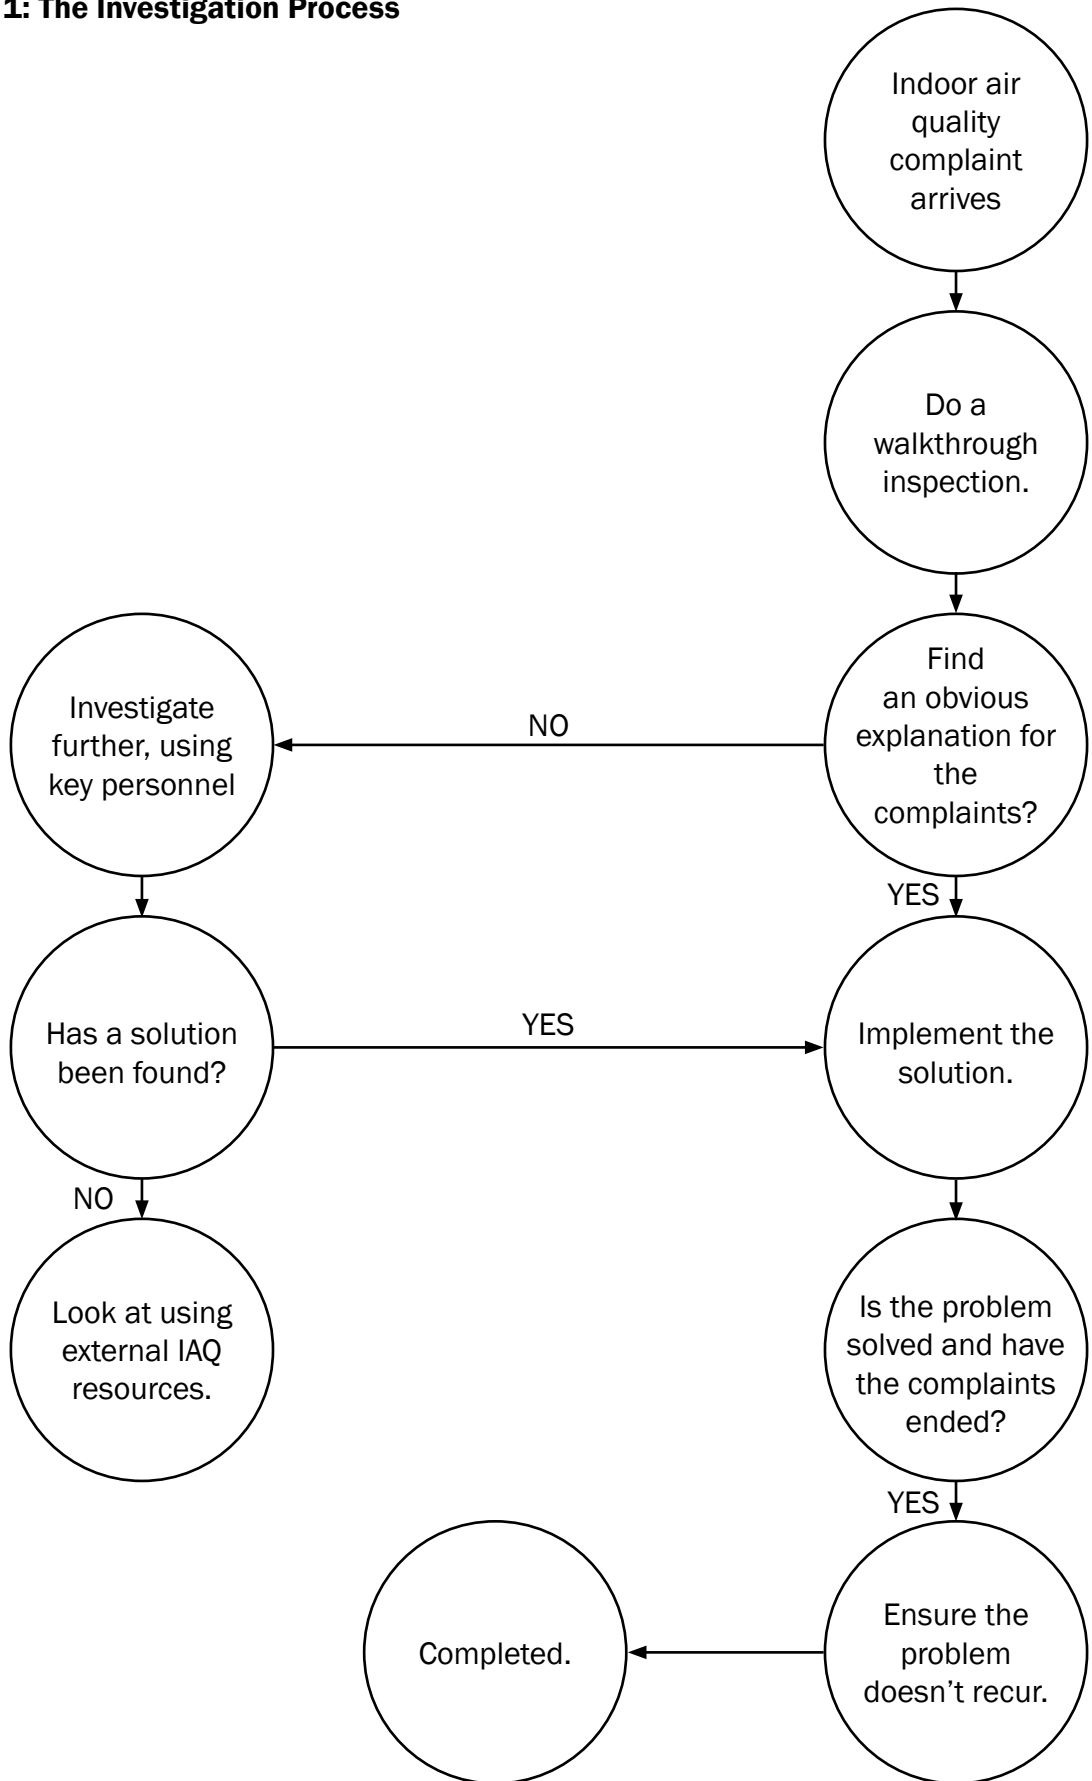 1: The Investigation Process
Indoor air
quality
complaint
arrives
Do a
walkthrough
inspection.
Find
an obvious
explanation for
the
complaints?
NO
Investigate
further, using
key personnel
YES
Has a solution
been found?
YES
Implement the
solution.
NO
Look at using
external IAQ
resources.
Is the problem
solved and have
the complaints
ended?
YES
Ensure the
problem
doesn’t recur.
Completed.